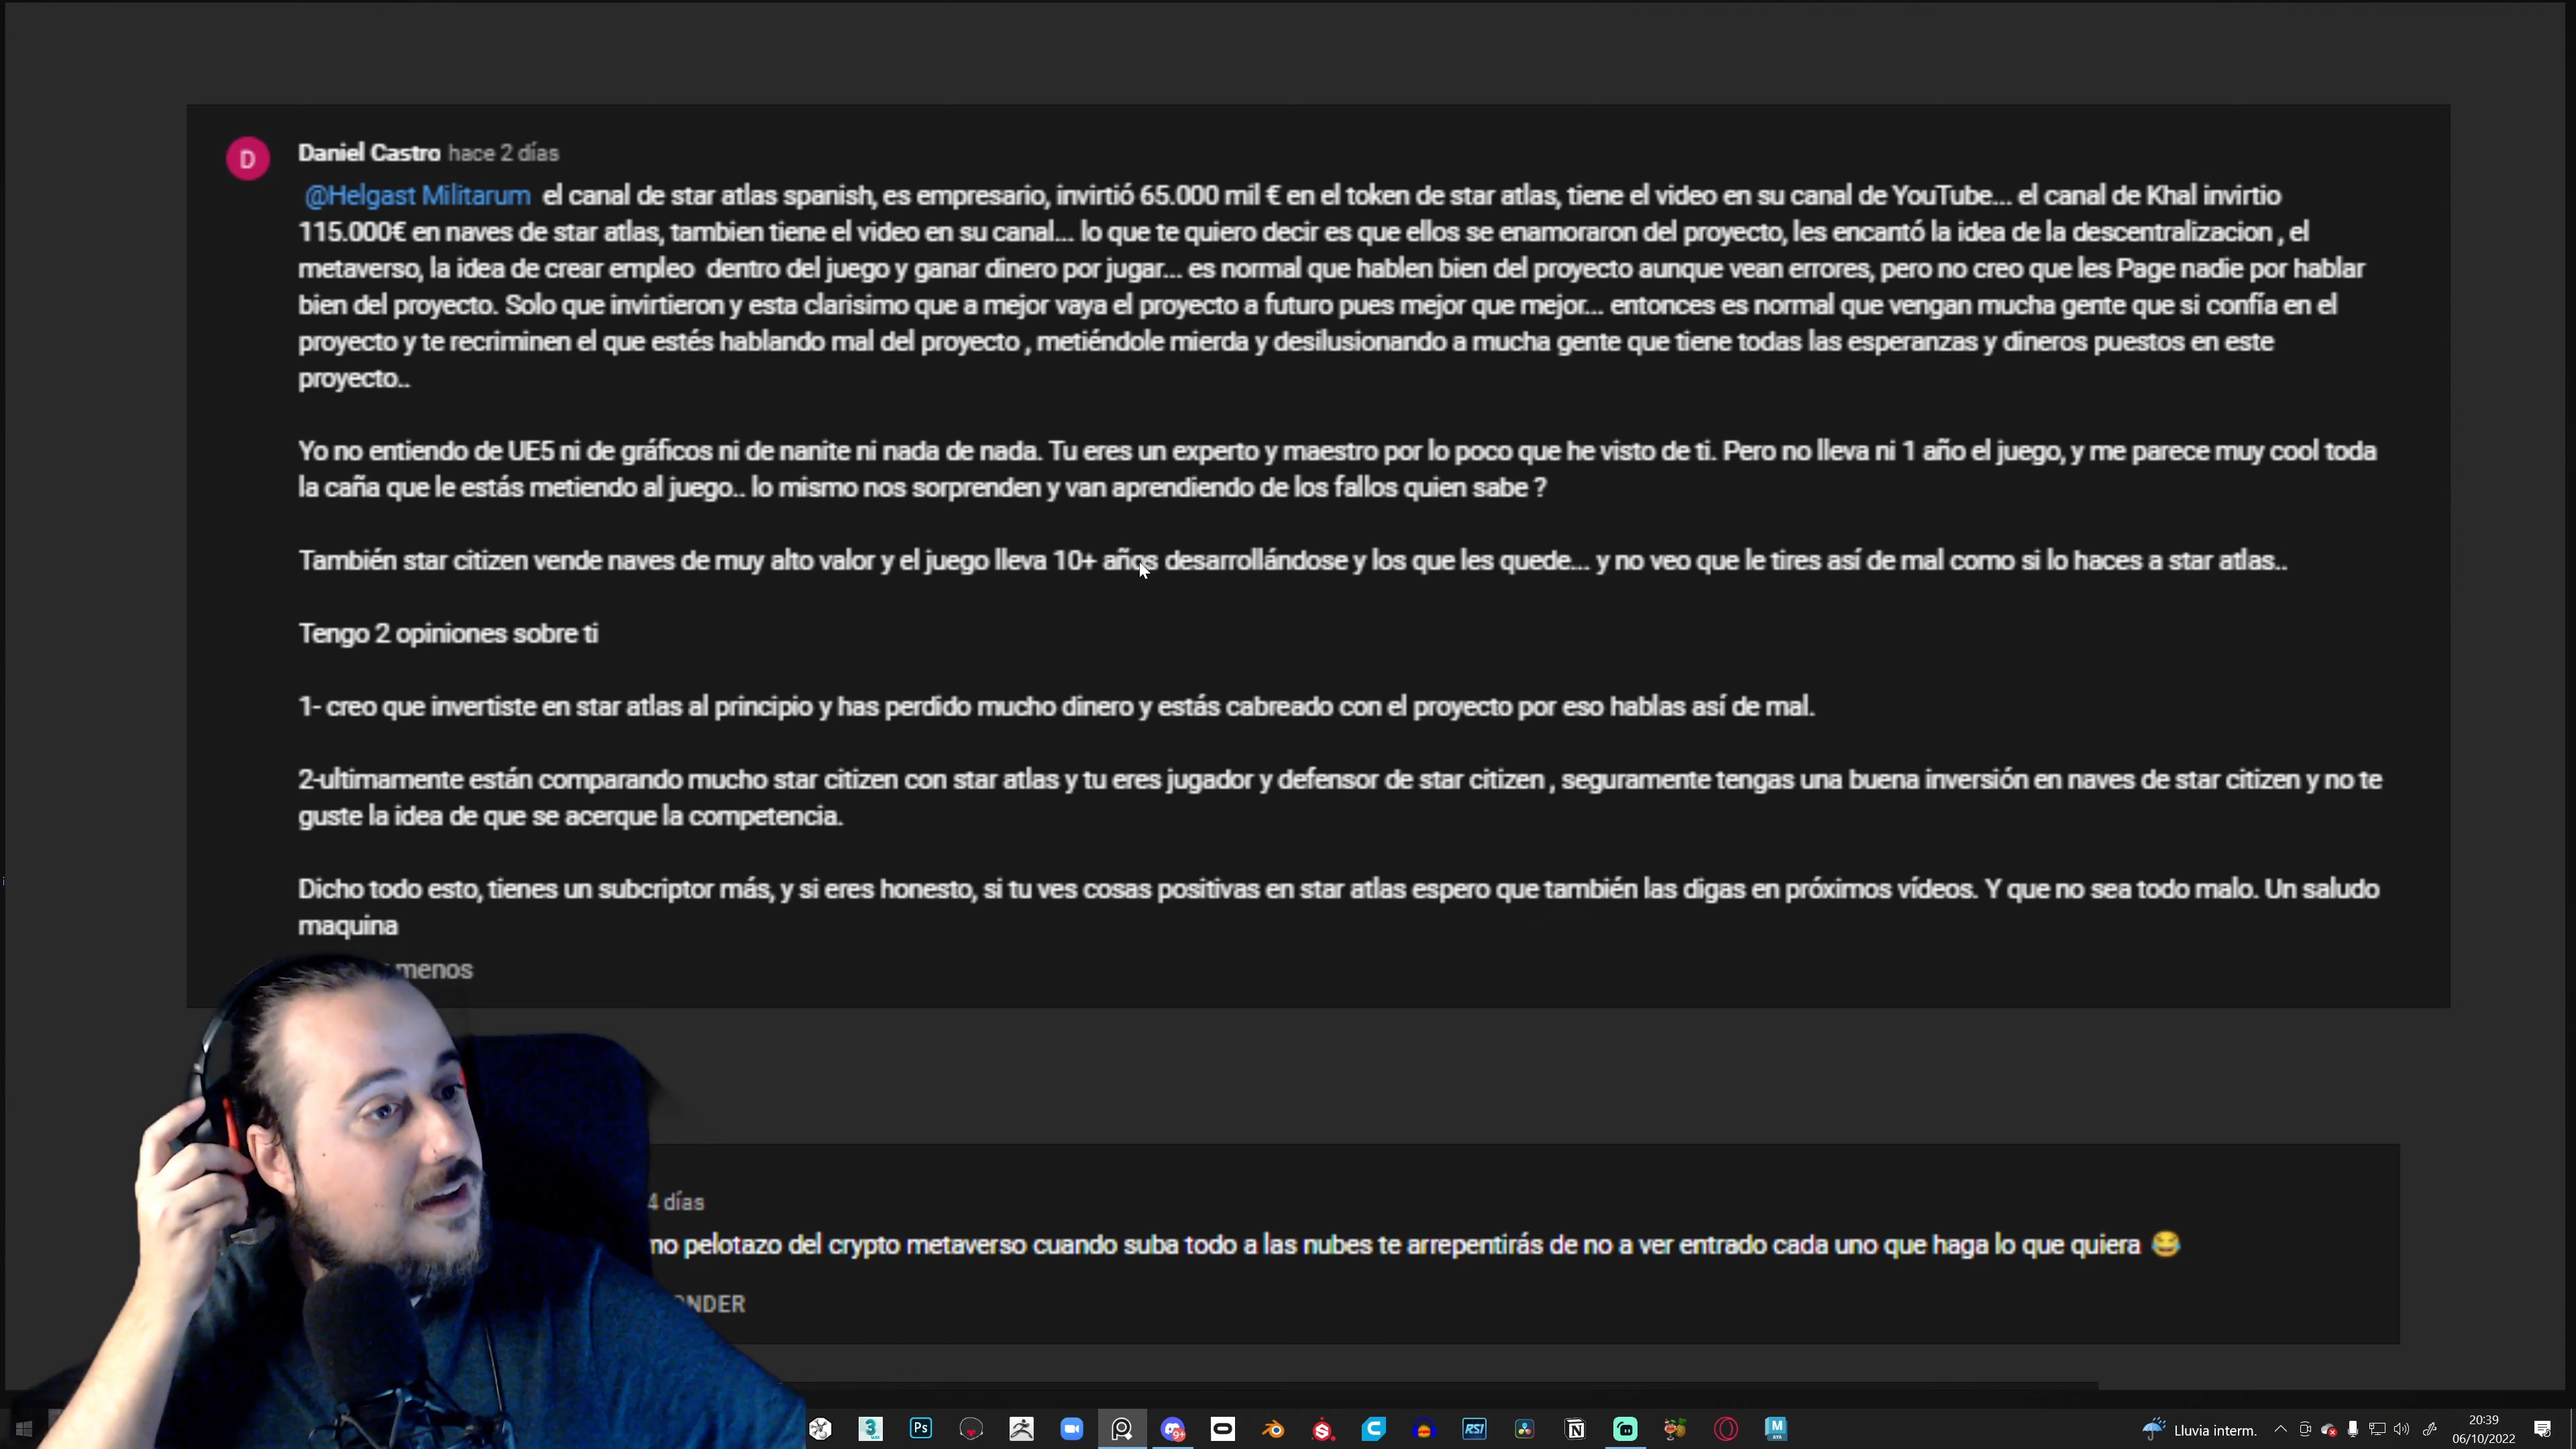 D
Daniel Castro hace 2 días
@Helgast Militarum el canal de star atlas spanish, es empresario, invirtió 65.000 mil € en el token de star atlas, tiene el video en su canal de YouTube... el canal de Khal invirtio
115.000€ en naves de star atlas, tambien tiene el video en su canal... lo que te quiero decir es que ellos se enamoraron del proyecto, les encantó la idea de la descentralizacion , el
metaverso, la idea de crear empleo dentro del juego y ganar dinero por jugar... es normal que hablen bien del proyecto aunque vean errores, pero no creo que les Page nadie por hablar
bien del proyecto. Solo que invirtieron y esta clarisimo que a mejor vaya el proyecto a futuro pues mejor que mejor... entonces es normal que vengan mucha gente que si confía en el
proyecto y te recriminen el que estés hablando mal del proyecto , metiéndole mierda y desilusionando a mucha gente que tiene todas las esperanzas y dineros puestos en este
proyecto..
Yo no entiendo de UE5 ni de gráficos ni de nanite ni nada de nada. Tu eres un experto y maestro por lo poco que he visto de ti. Pero no lleva ni 1 año el juego, y me parece muy cool toda
la caña que le estás metiendo al juego.. lo mismo nos sorprenden y van aprendiendo de los fallos quien sabe ?
También star citizen vende naves de muy alto valor y el juego lleva 10+ años desarrollándose y los que les quede... y no veo que le tires así de mal como si lo haces a star atlas..
Tengo 2 opiniones sobre ti
1- creo que invertiste en star atlas al principio y has perdido mucho dinero y estás cabreado con el proyecto por eso hablas así de mal.
2-ultimamente están comparando mucho star citizen con star atlas y tu eres jugador y defensor de star citizen , seguramente tengas una buena inversión en naves de star citizen y no te
guste la idea de que se acerque la competencia.
Dicho todo esto, tienes un subcriptor más, y si eres honesto, si tu ves cosas positivas en star atlas espero que también las digas en próximos vídeos. Y que no sea todo malo. Un saludo
maquina
menos
4 días
mo pelotazo del crypto metaverso cuando suba todo a las nubes te arrepentirás de no a ver entrado cada uno que haga lo que quiera 😂
ONDER
3 Ps 9+ RSI N M
Lluvia interm.
20:39
06/10/2022